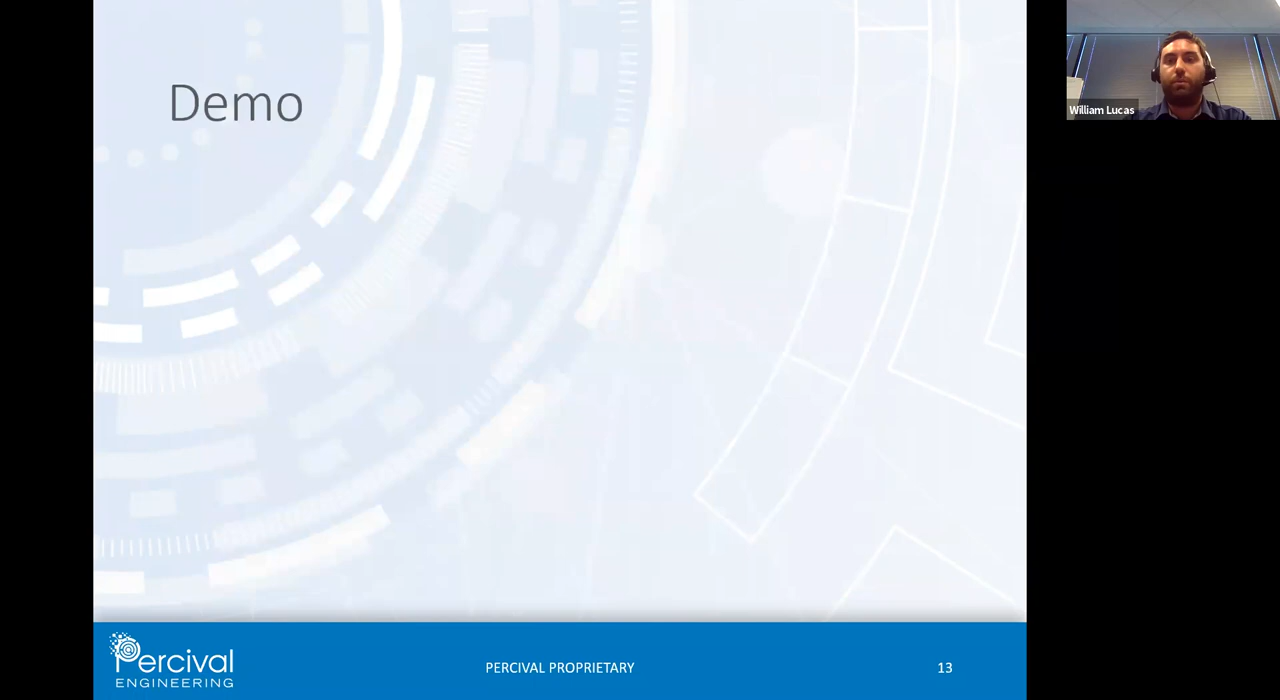 Demo
William Lucas
Percival
ENGINEERING
PERCIVAL PROPRIETARY
13